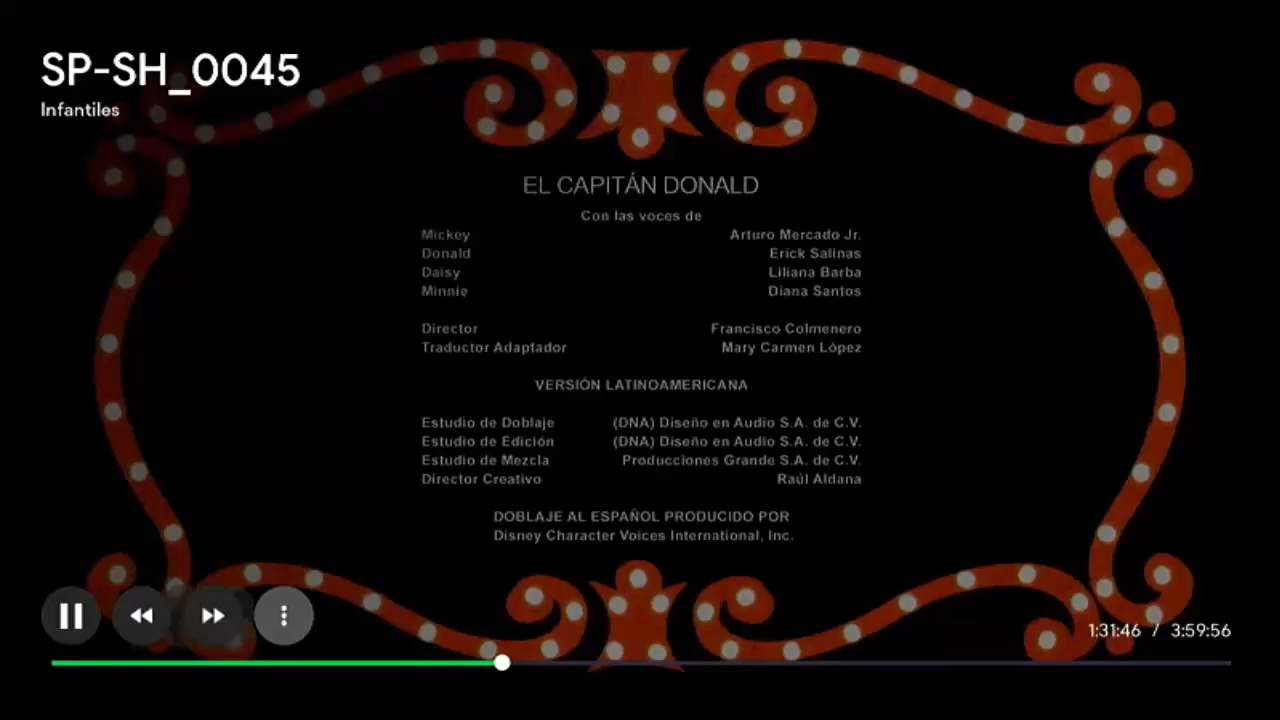 SP-SH_0045
Infantiles
EL CAPITÁN DONALD
Con las voces de
Mickey Arturo Mercado Jr.
Donald Erick Salinas
Daisy Liliana Barba
Minnie Diana Santos
Director Francisco Colmenero
Traductor Adaptador Mary Carmen López
VERSIÓN LATINOAMERICANA
Estudio de Doblaje (DNA) Diseño en Audio S.A. de C.V.
Estudio de Edición (DNA) Diseño en Audio S.A. de C.V.
Estudio de Mezcla Producciones Grande S.A. de C.V.
Director Creativo Raúl Aldana
DOBLAJE AL ESPAÑOL PRODUCIDO POR
Disney Character Voices International, Inc.
1:31:46 / 3:59:56